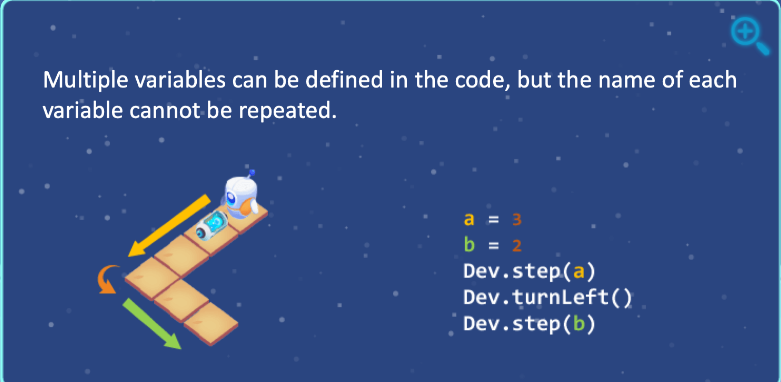 Multiple variables can be defined in the code, but the name of each
variable cannot be repeated.
a = 3
b = 2
Dev.step(a)
Dev.turnLeft()
Dev.step(b)